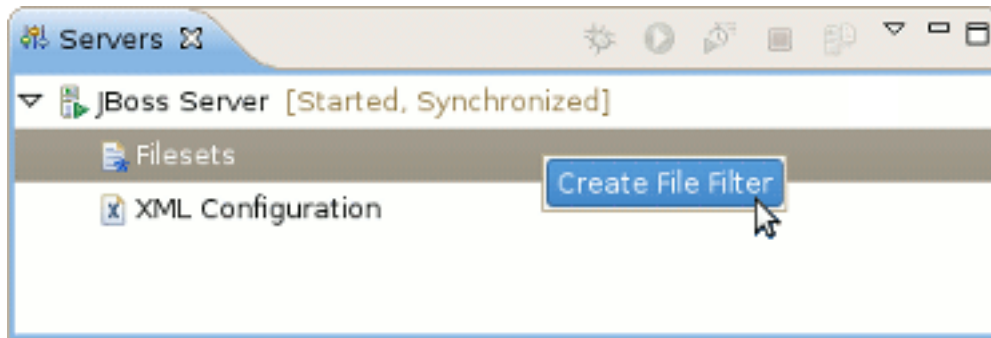 Servers
JBoss Server [Started, Synchronized]
Filesets
Create File Filter
XML Configuration